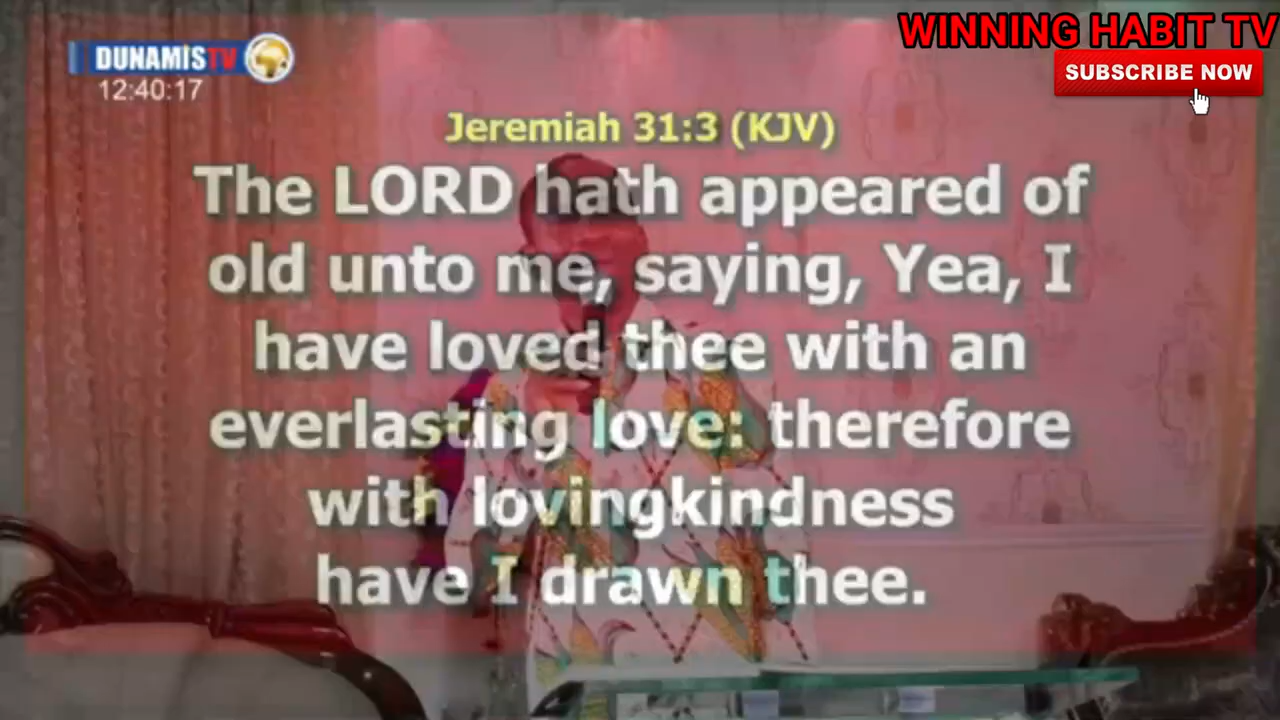 DUNAMIS TV
12:40:17
WINNING HABIT TV
SUBSCRIBE NOW
Jeremiah 31:3 (KJV)
The LORD hath appeared of
old unto me, saying, Yea, I
have loved thee with an
everlasting love: therefore
with lovingkindness
have I drawn thee.